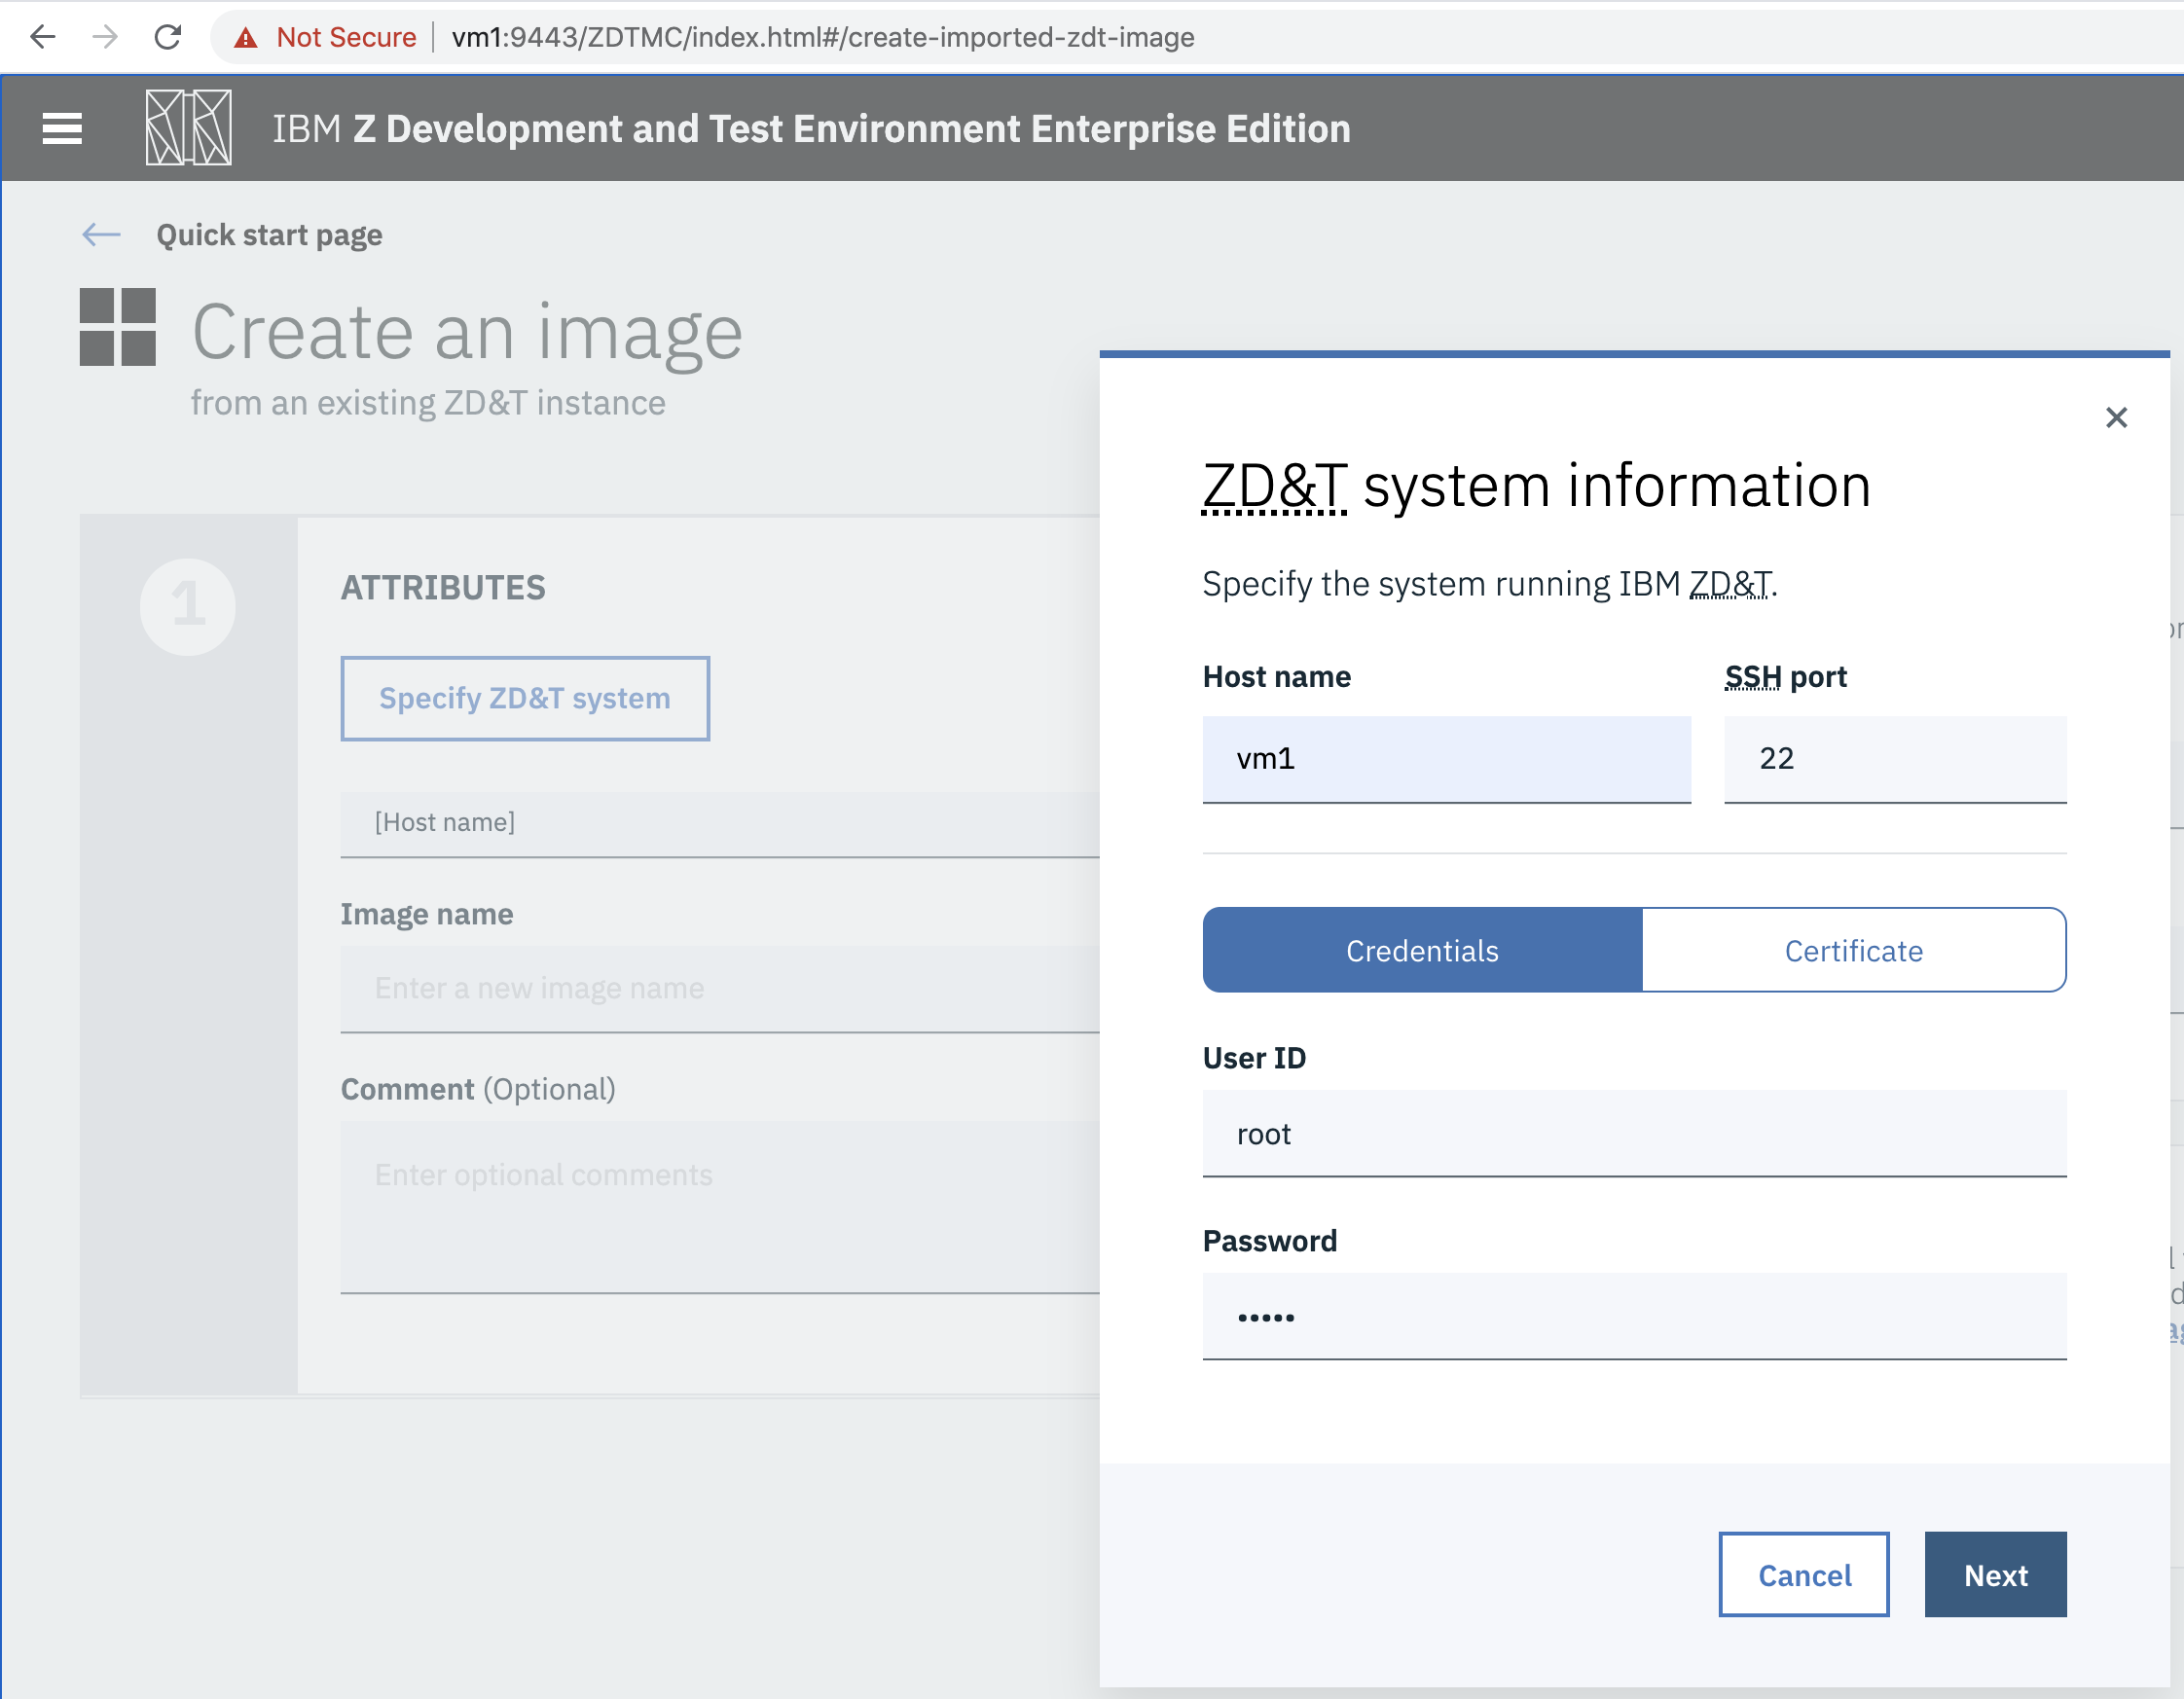 Not Secure | vm1:9443/ZDTMC/index.html#/create-imported-zdt-image
IBM Z Development and Test Environment Enterprise Edition
Quick start page
Create an image
from an existing ZD&T instance
1
ATTRIBUTES
Specify ZD&T system
[Host name]
Image name
Enter a new image name
Comment (Optional)
Enter optional comments
ZD&T system information
Specify the system running IBM ZD&T.
Host name
SSH port
vm1
22
Credentials
Certificate
User ID
root
Password
•••••
Cancel
Next